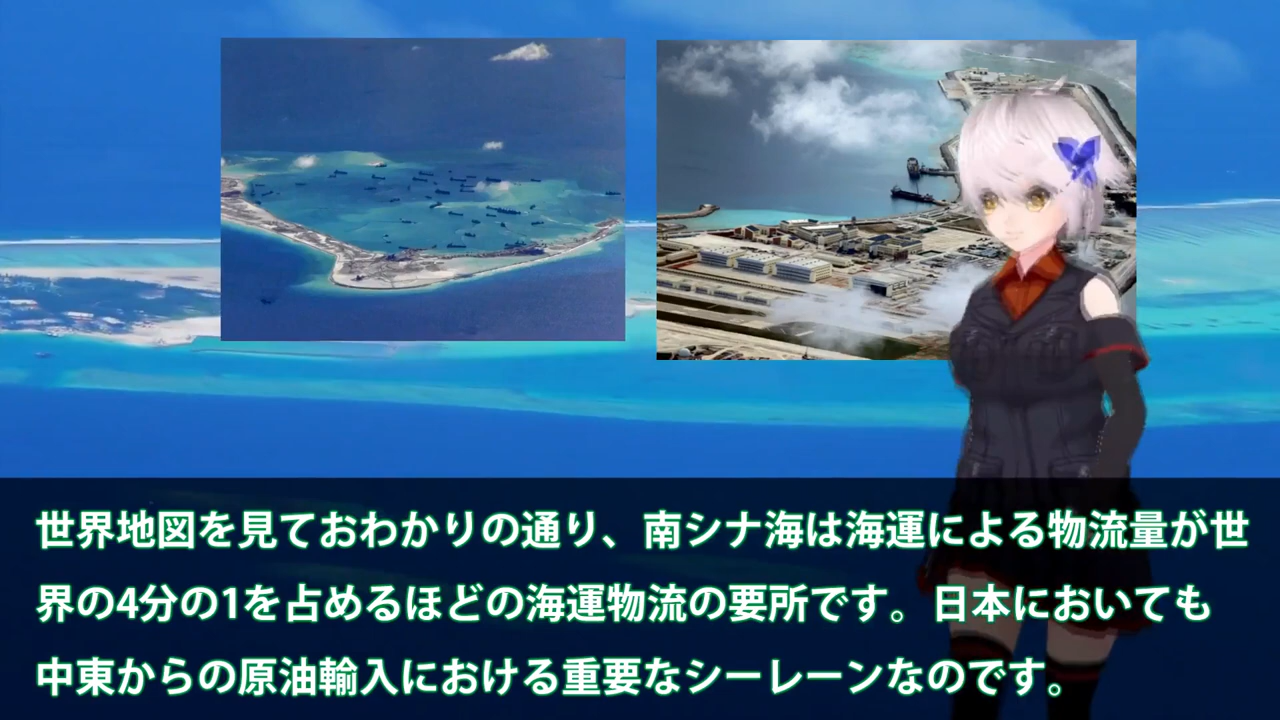 世界地図を見ておわかりの通り、南シナ海は海運による物流量が世
界の4分の1を占めるほどの海運物流の要所です。日本においても
中東からの原油輸入における重要なシーレーンなのです。